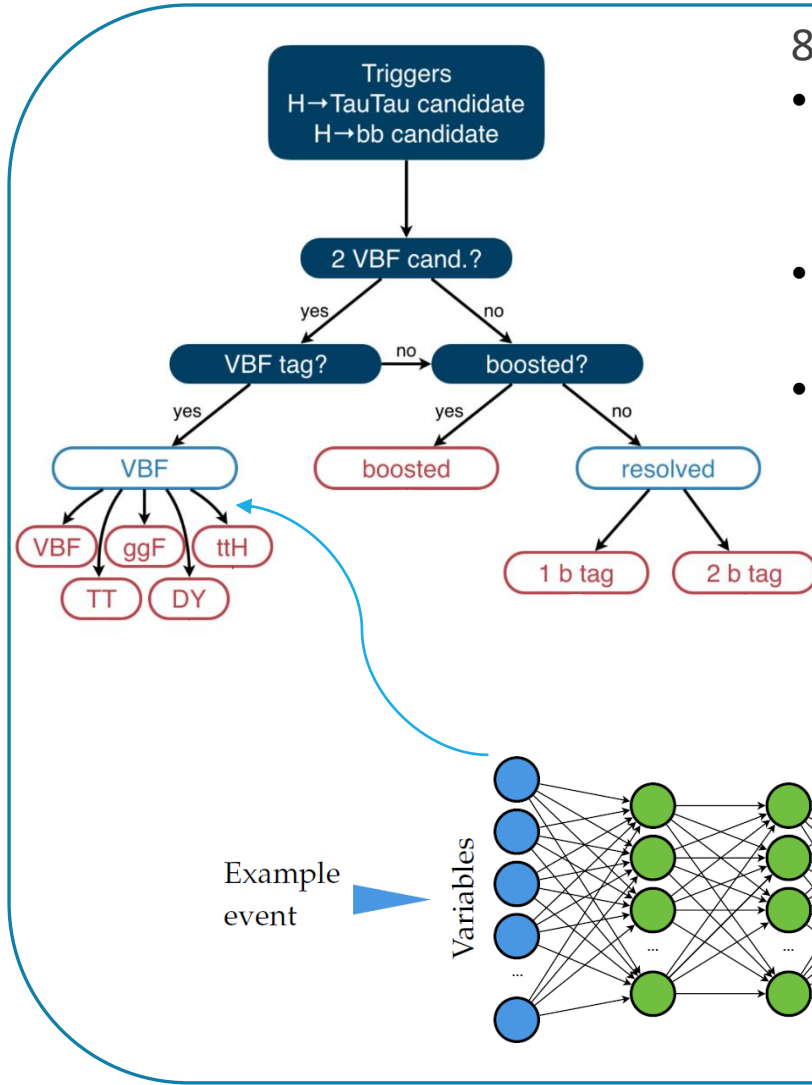 8
•
•
•
Triggers
H→TauTau candidate
H→bb candidate
2 VBF cand.?
yes
no
VBF tag?
no
boosted?
yes
yes
no
VBF
boosted
resolved
VBF
ggF
ttH
TT
DY
1 b tag
2 b tag
Example
event
Variables
...
...
...